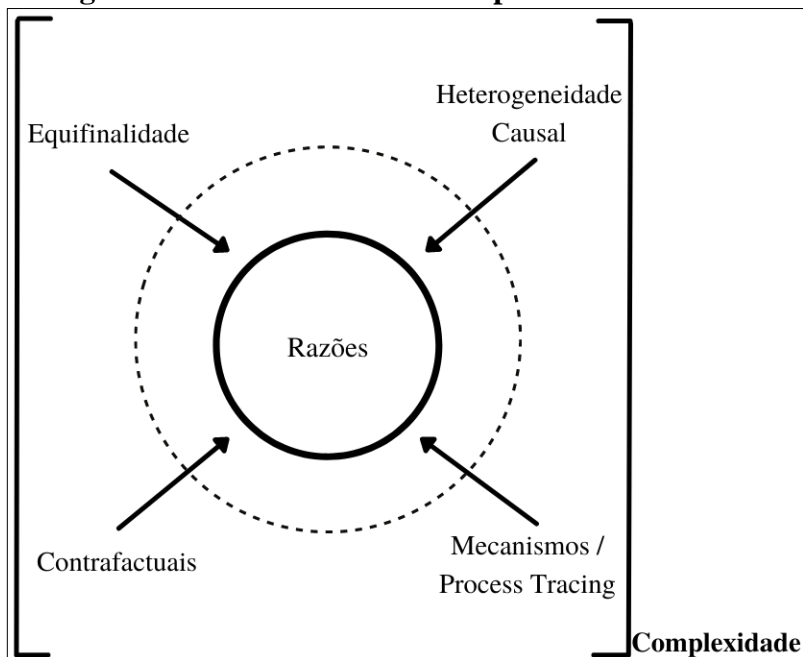 Heterogeneidade
Causal
Equifinalidade
Razões
Contrafactuais
Mecanismos /
Process Tracing
Complexidade